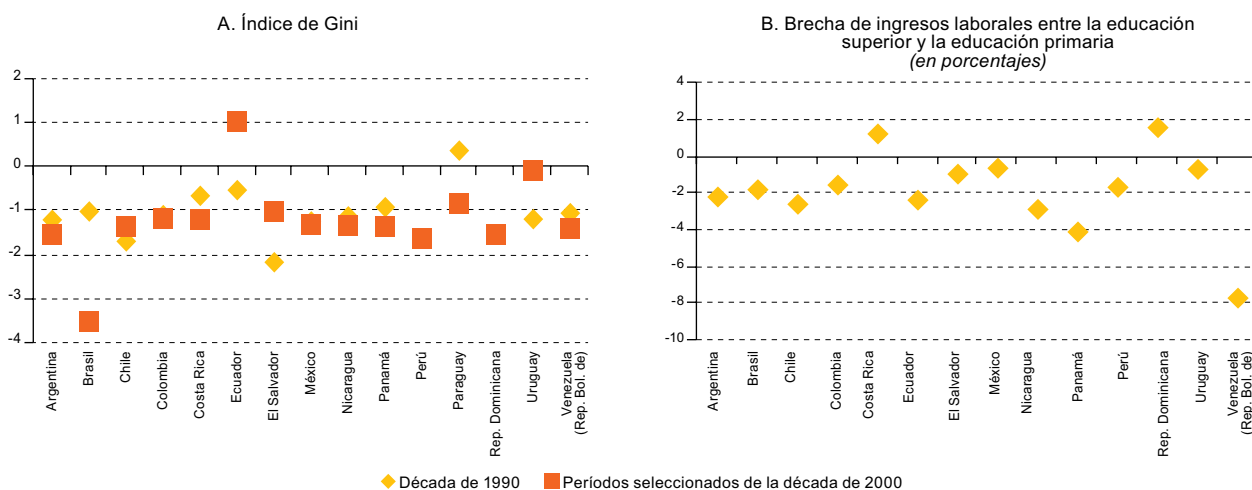 A. Índice de Gini
2
1
0
-1
-2
-3
-4
Argentina
Brasil
Chile
Colombia
Costa Rica
Ecuador
El Salvador
México
Nicaragua
Panamá
Perú
Paraguay
Rep. Dominicana
Uruguay
Venezuela
(Rep. Bol. de)
B. Brecha de ingresos laborales entre la educación
superior y la educación primaria
(en porcentajes)
4
2
0
-2
-4
-6
-8
-10
Argentina
Brasil
Chile
Colombia
Costa Rica
Ecuador
El Salvador
México
Nicaragua
Panamá
Perú
Rep. Dominicana
Uruguay
Venezuela
(Rep. Bol. de)
Década de 1990
Períodos seleccionados de la década de 2000